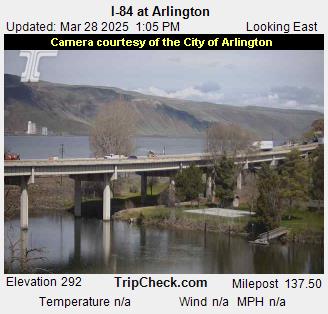 I-84 at Arlington
Updated: Mar 28 2025 1:05 PM Looking East
Camera courtesy of the City of Arlington
Elevation 292 TripCheck.com Milepost 137.50
Temperature n/a Wind n/a MPH n/a